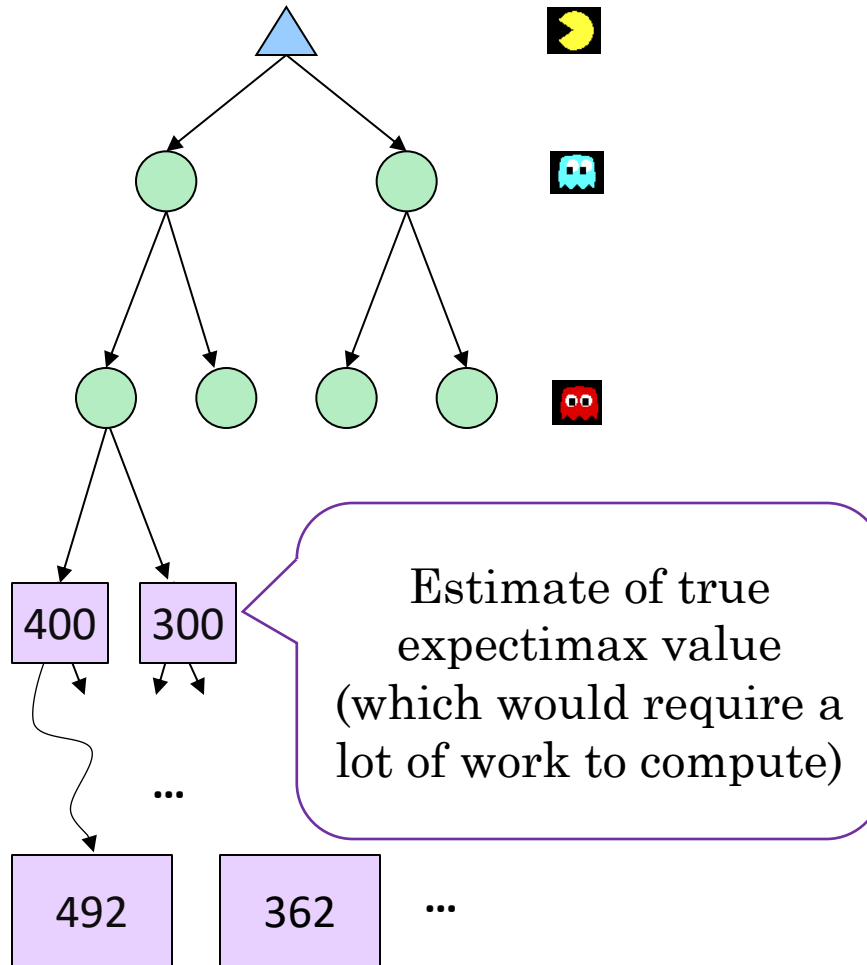 400 300
Estimate of true
expectimax value
(which would require a
lot of work to compute)
...
492 362 ...